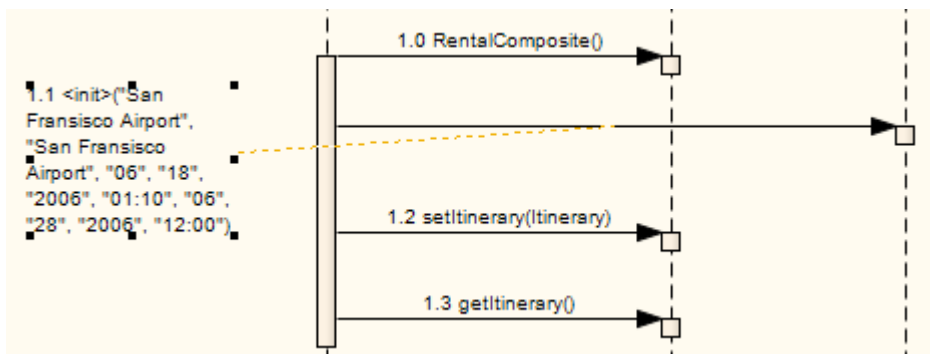 1.0 RentalComposite()
1.1 <init>("San
Fransisco Airport",
"San Fransisco
Airport", "06", "18",
"2006", "01:10", "06",
"28", "2006", "12:00")
1.2 setItinerary(Itinerary)
1.3 getItinerary()